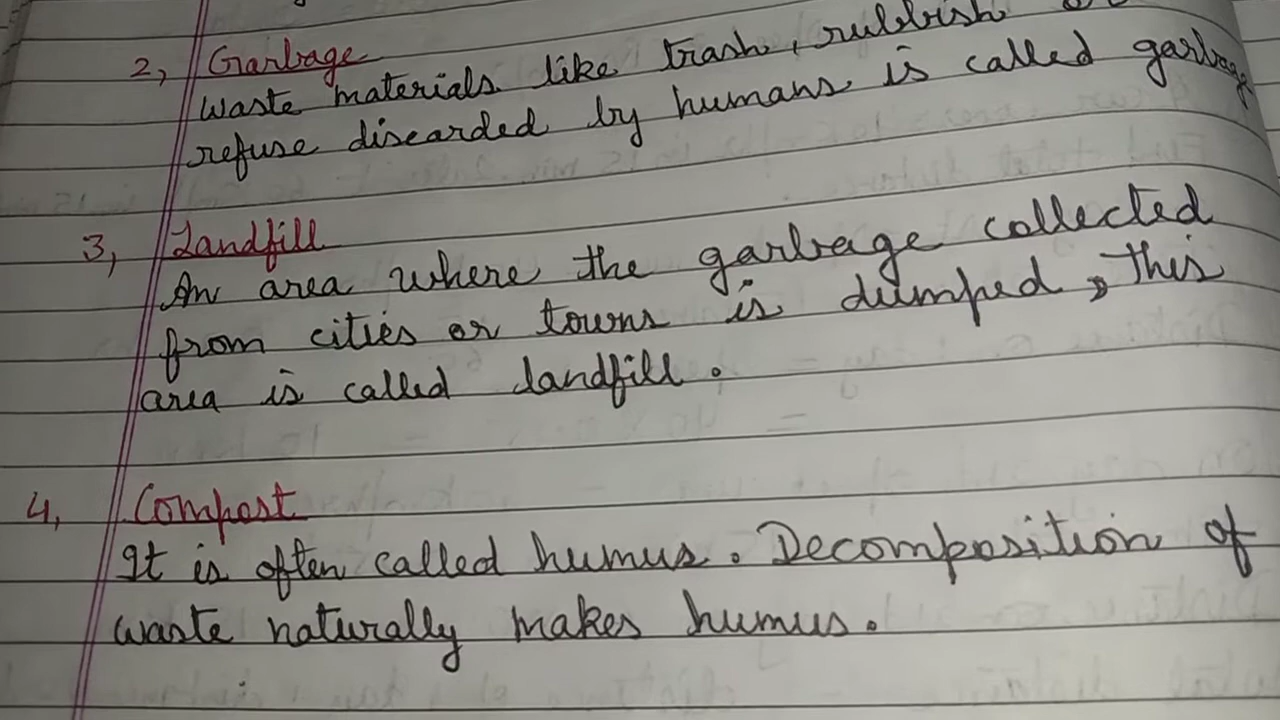 2, Garbage
Waste materials like trash, rubbish or
refuse discarded by humans is called garbage
3, Landfill
An area where the garbage collected
from cities or towns is dumped, this
area is called landfill.
4, Compost
It is often called humus. Decomposition of
waste naturally makes humus.